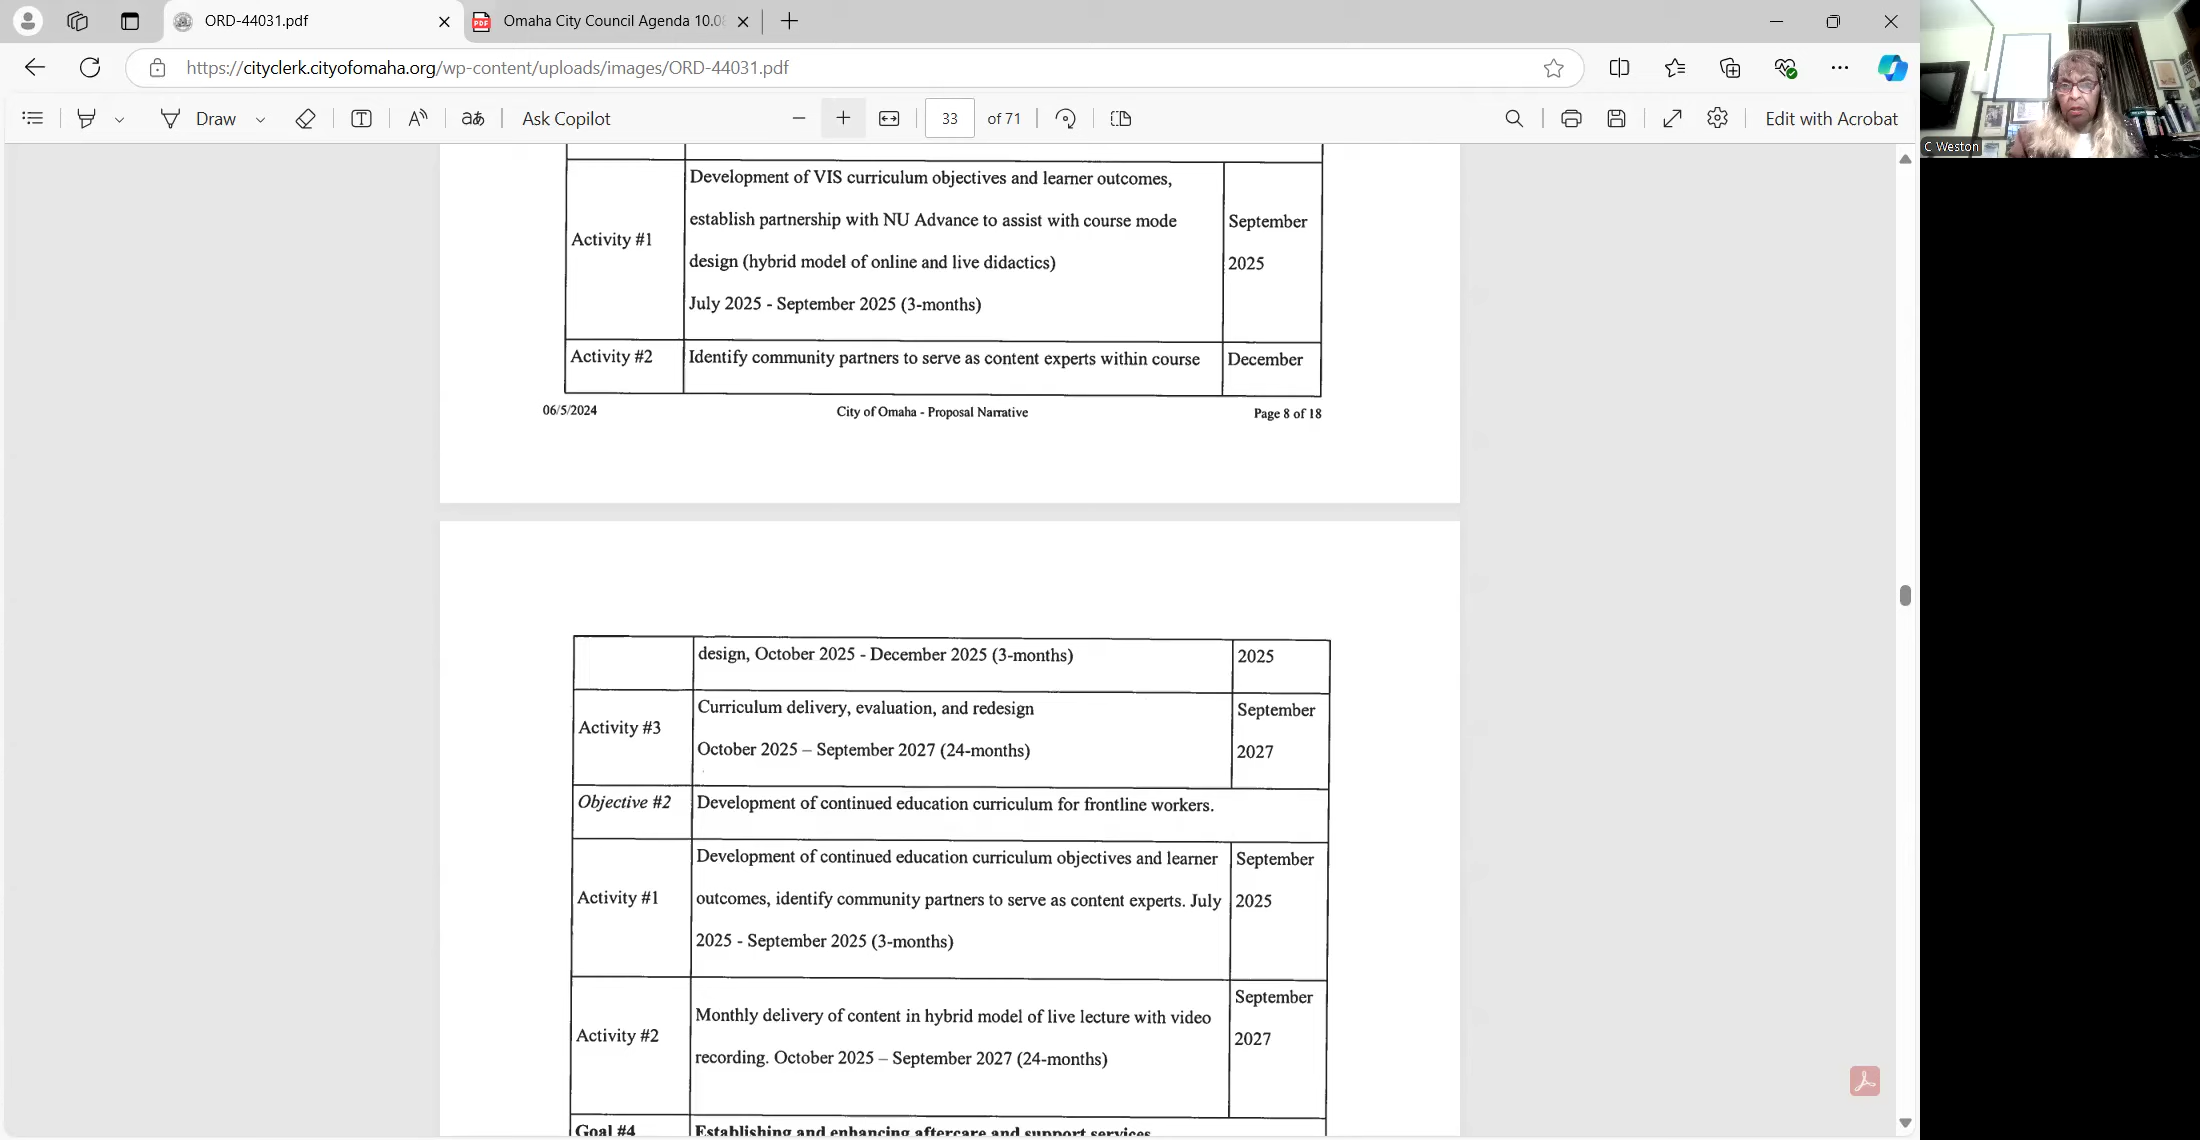 ORD-44031.pdf
Omaha City Council Agenda 10.08
https://cityclerk.cityofomaha.org/wp-content/uploads/images/ORD-44031.pdf
Draw
Ask Copilot
33 of 71
Edit with Acrobat
C Weston
Development of VIS curriculum objectives and learner outcomes,
establish partnership with NU Advance to assist with course mode
September
Activity #1
design (hybrid model of online and live didactics)
2025
July 2025 - September 2025 (3-months)
Activity #2 Identify community partners to serve as content experts within course December
06/5/2024 City of Omaha - Proposal Narrative Page 8 of 18
design, October 2025 - December 2025 (3-months) 2025
Curriculum delivery, evaluation, and redesign September
Activity #3
October 2025 – September 2027 (24-months) 2027
Objective #2 Development of continued education curriculum for frontline workers.
Development of continued education curriculum objectives and learner September
Activity #1 outcomes, identify community partners to serve as content experts. July 2025
2025 - September 2025 (3-months)
September
Monthly delivery of content in hybrid model of live lecture with video
Activity #2 2027
recording. October 2025 – September 2027 (24-months)
Goal #4 Establishing and enhancing aftercare and support services